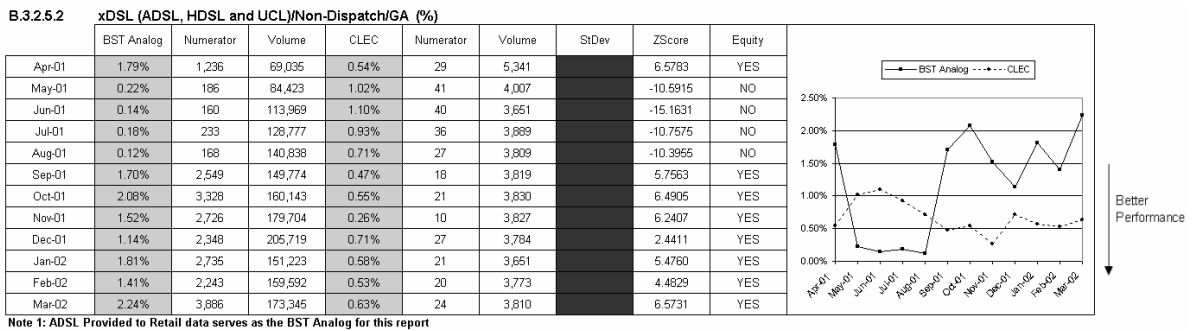 B.3.2.5.2 xDSL (ADSL, HDSL and UCL)/Non-Dispatch/GA (%)
BST Analog Numerator Volume CLEC Numerator Volume StDev ZScore Equity
Apr-01 1.79% 1,236 69,035 0.54% 29 5,341 6.5783 YES
May-01 0.22% 186 84,423 1.02% 41 4,007 -10.5915 NO
Jun-01 0.14% 160 113,969 1.10% 40 3,651 -15.1631 NO
Jul-01 0.18% 233 128,777 0.93% 36 3,889 -10.7575 NO
Aug-01 0.12% 168 140,838 0.71% 27 3,809 -10.3955 NO
Sep-01 1.70% 2,549 149,774 0.47% 18 3,819 5.7563 YES
Oct-01 2.08% 3,328 160,143 0.55% 21 3,830 6.4905 YES
Nov-01 1.52% 2,726 179,704 0.26% 10 3,827 6.2407 YES
Dec-01 1.14% 2,348 205,719 0.71% 27 3,784 2.4411 YES
Jan-02 1.81% 2,735 151,223 0.58% 21 3,651 5.4760 YES
Feb-02 1.41% 2,243 159,592 0.53% 20 3,773 4.4829 YES
Mar-02 2.24% 3,886 173,345 0.63% 24 3,810 6.5731 YES
Note 1: ADSL Provided to Retail data serves as the BST Analog for this report
BST Analog CLEC
2.50%
2.00%
1.50%
1.00%
0.50%
0.00%
Apr-01 May-01 Jun-01 Jul-01 Aug-01 Sep-01 Oct-01 Nov-01 Dec-01 Jan-02 Feb-02 Mar-02
Better
Performance